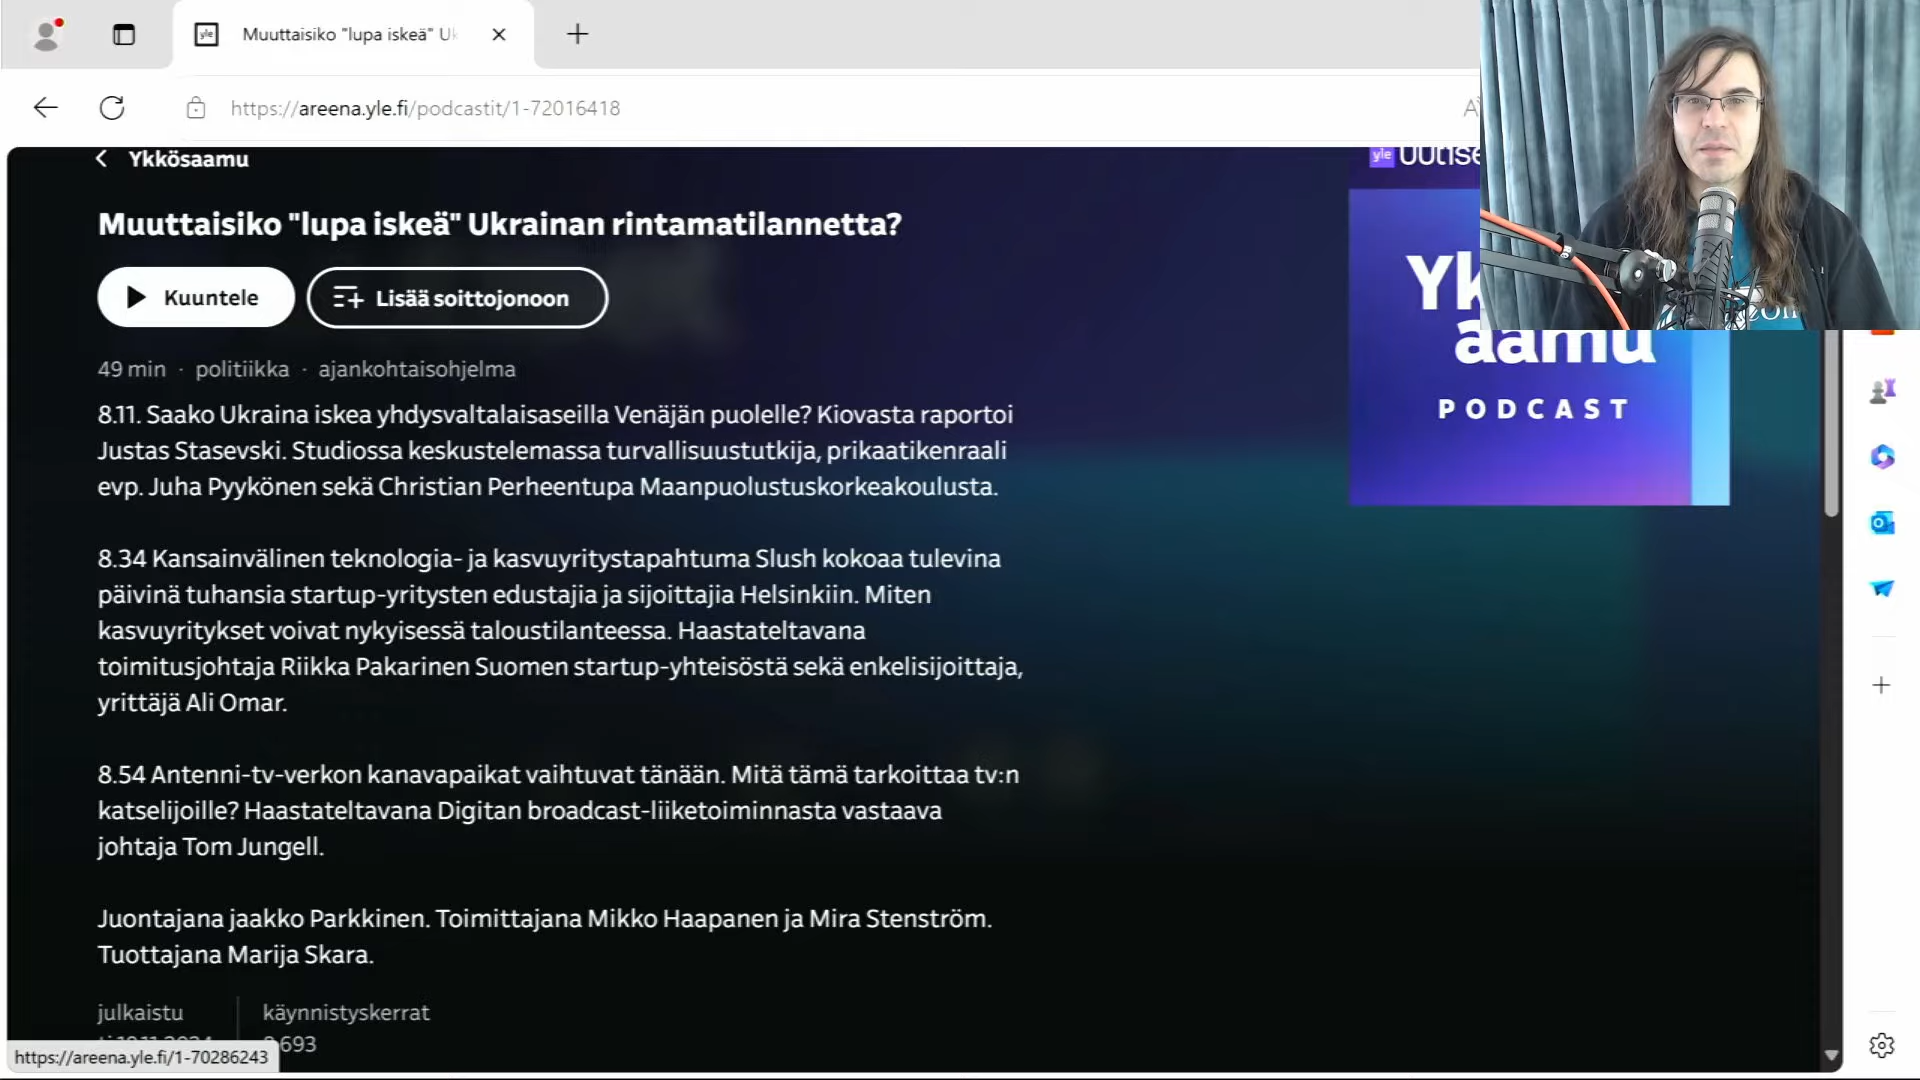 Muuttaisiko "lupa iskeä" Uk
https://areena.yle.fi/podcastit/1-72016418
Ykkösaamu
Muuttaisiko "lupa iskeä" Ukrainan rintamatilannetta?
Kuuntele
Lisää soittojonoon
49 min · politiikka · ajankohtaisohjelma
8.11. Saako Ukraina iskea yhdysvaltalaisaseilla Venäjän puolelle? Kiovasta raportoi
Justas Stasevski. Studiossa keskustelemassa turvallisuustutkija, prikaatikenraali
evp. Juha Pyykönen sekä Christian Perheentupa Maanpuolustuskorkeakoulusta.
8.34 Kansainvälinen teknologia- ja kasvuyritystapahtuma Slush kokoaa tulevina
päivinä tuhansia startup-yritysten edustajia ja sijoittajia Helsinkiin. Miten
kasvuyritykset voivat nykyisessä taloustilanteessa. Haastateltavana
toimitusjohtaja Riikka Pakarinen Suomen startup-yhteisöstä sekä enkelisijoittaja,
yrittäjä Ali Omar.
8.54 Antenni-tv-verkon kanavapaikat vaihtuvat tänään. Mitä tämä tarkoittaa tv:n
katselijoille? Haastateltavana Digitan broadcast-liiketoiminnasta vastaava
johtaja Tom Jungell.
Juontajana jaakko Parkkinen. Toimittajana Mikko Haapanen ja Mira Stenström.
Tuottajana Marija Skara.
julkaistu
käynnistyskerrat
693
https://areena.yle.fi/1-70286243
yle
yle uutise
Yk
aamu
PODCAST